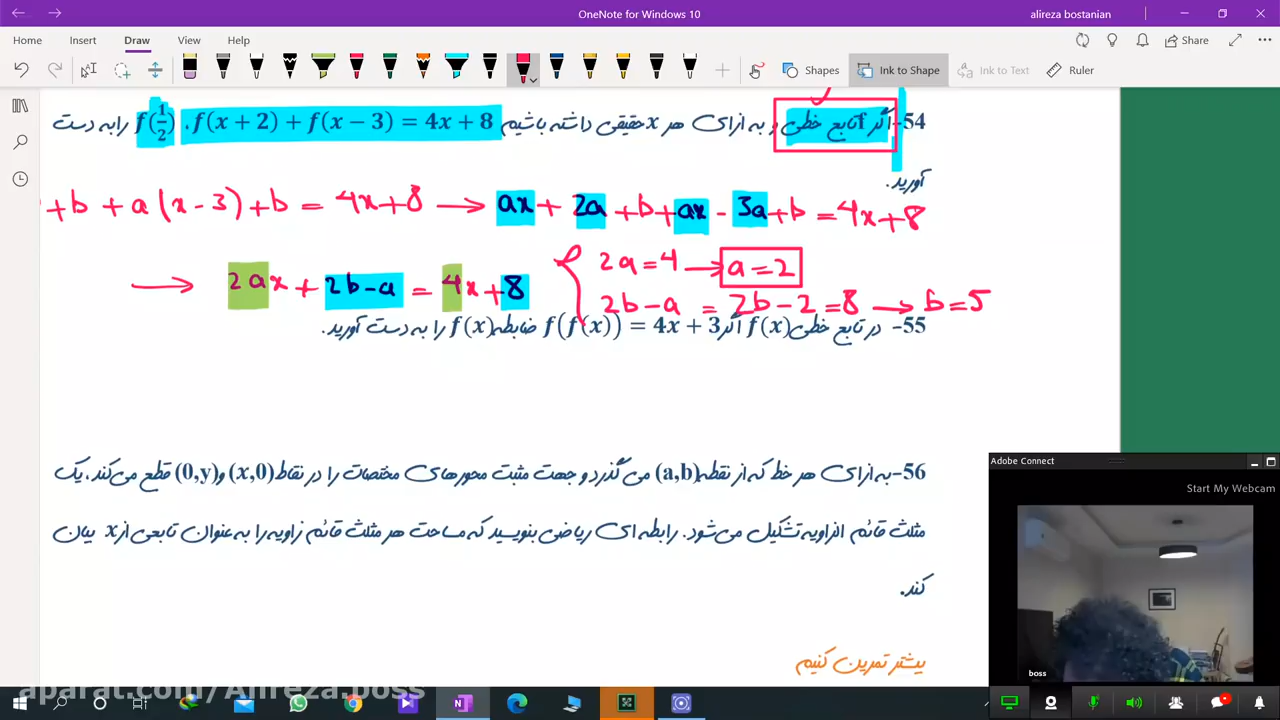 OneNote for Windows 10
alireza bostanian
Home Insert Draw View Help
Share
Shapes Ink to Shape Ink to Text Ruler
54- اگر f تابع خطی و به ازای هر x حقیقی داشته باشیم f(x + 2) + f(x − 3) = 4x + 8. f(1/2) را به دست
آورید.
+b + a(x-3)+b = 4x+8 → ax + 2a +b+ax - 3a+b =4x+8
→ 2ax + 2b-a = 4x+8
2a=4 → a=2
2b-a = 2b-2=8 → b=5
55- در تابع خطی f(x) اگر f(f(x)) = 4x + 3 ضابطه f(x) را به دست آورید.
56- به ازای هر خط که از نقطه (a,b) می گذرد و جهت مثبت محورهای مختصات را در نقاط (x,0) و (0,y) قطع می‌کند، یک
مثلث قائم الزاویه تشکیل می‌شود. رابطه ای ریاضی بنویسید که مساحت هر مثلث قائم زاویه را به عنوان تابعی از x بیان
کند.
بیشتر تمرین کنیم
Adobe Connect
Start My Webcam
boss
aparat.com/Alireza.boss